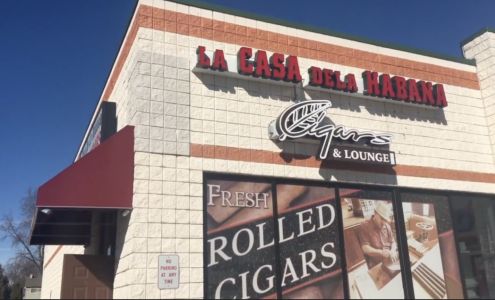 LA CASA DELA HABANA
Cigars
& LOUNGE
FRESH
ROLLED
CIGARS
NO
PARKING
AT ANY
TIME